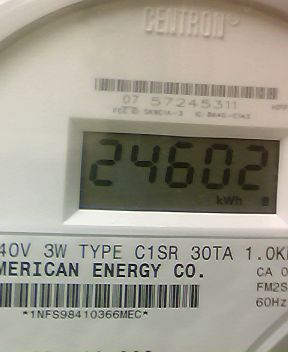 CENTRON
07 57245311
24602
kWh
40V 3W TYPE C1SR 30TA 1.0K
MERICAN ENERGY CO.
CA 0
FM2S
60Hz
*1NFS98410366MEC*